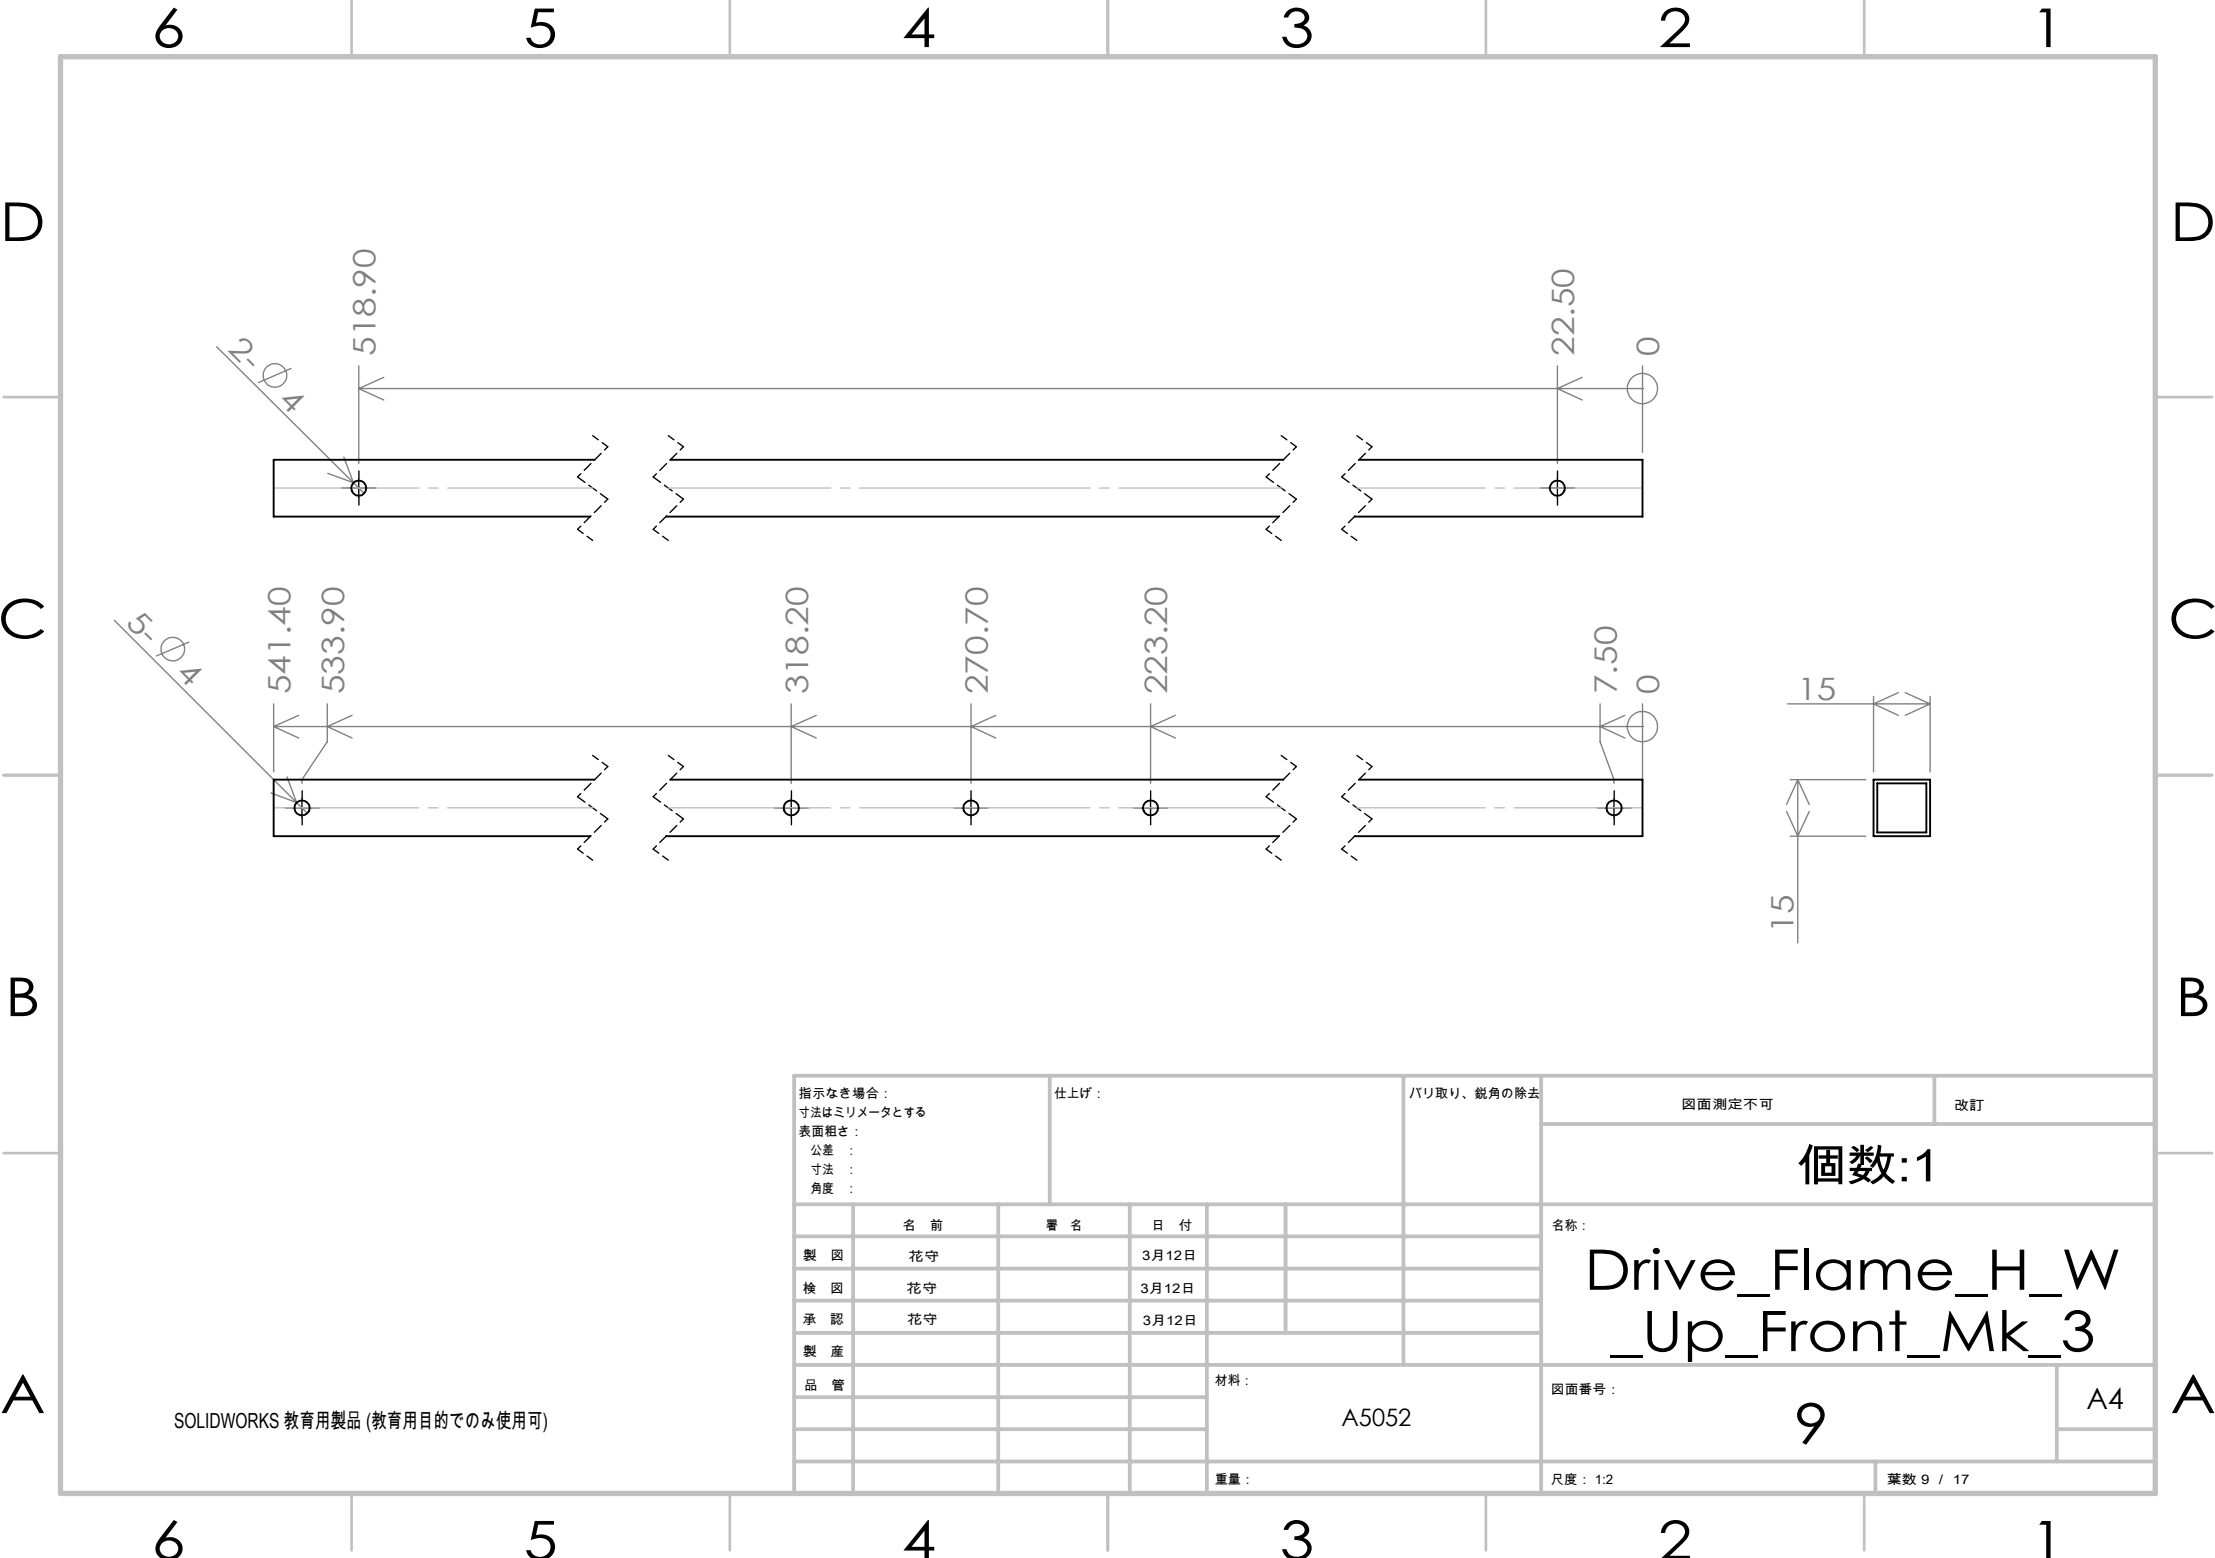 6 5 4 3 2 1
D D
518.90
22.50
0
2-∅4
C C
541.40
533.90
318.20
270.70
223.20
7.50
0
5-∅4
15
15
B B
指示なき場合：
寸法はミリメータとする
表面粗さ：
公差 ：
寸法 ：
角度 ：
仕上げ：
バリ取り、鋭角の除去
図面測定不可
改訂
個数:1
名 前 署 名 日 付
製 図 花守 3月12日
検 図 花守 3月12日
承 認 花守 3月12日
製 産
品 管
名称：
Drive_Flame_H_W
_Up_Front_Mk_3
材料：
A5052
図面番号：
9
A4
A A
SOLIDWORKS 教育用製品 (教育用目的でのみ使用可)
重量：
尺度：1:2
葉数 9 / 17
6 5 4 3 2 1